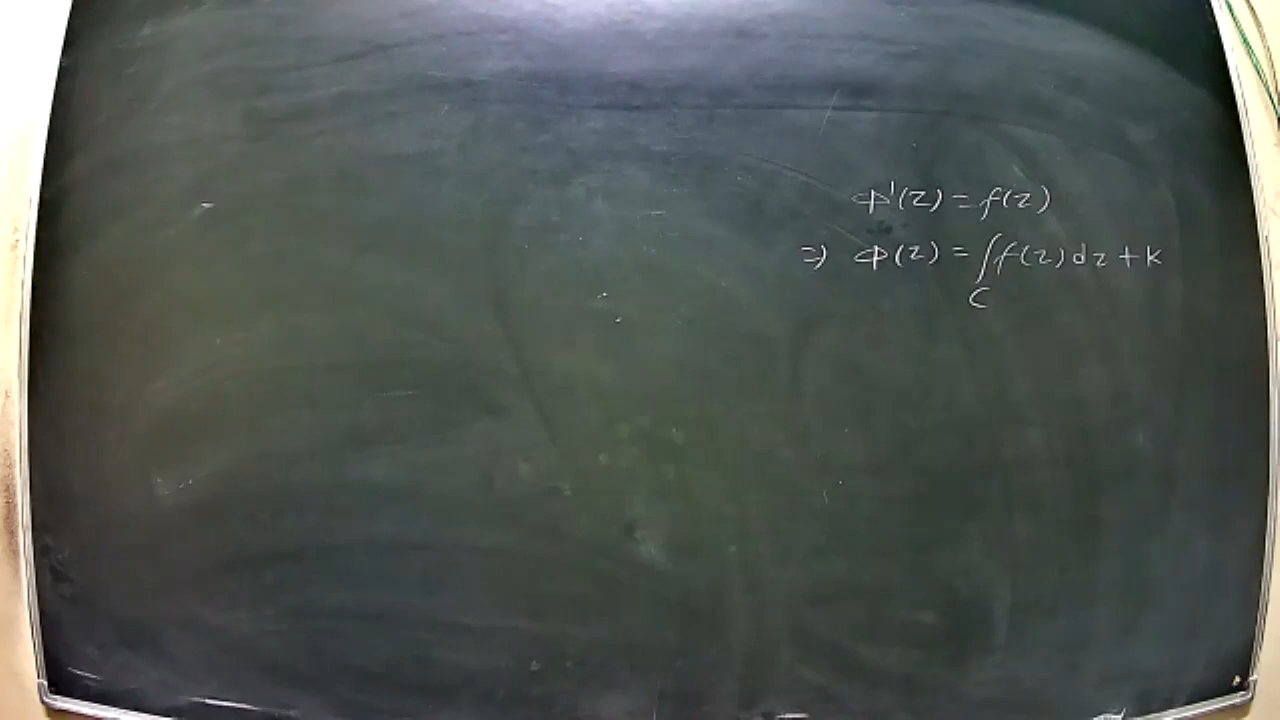 φ'(z) = f(z)
⇒ φ(z) = ∫_C f(z) dz + k